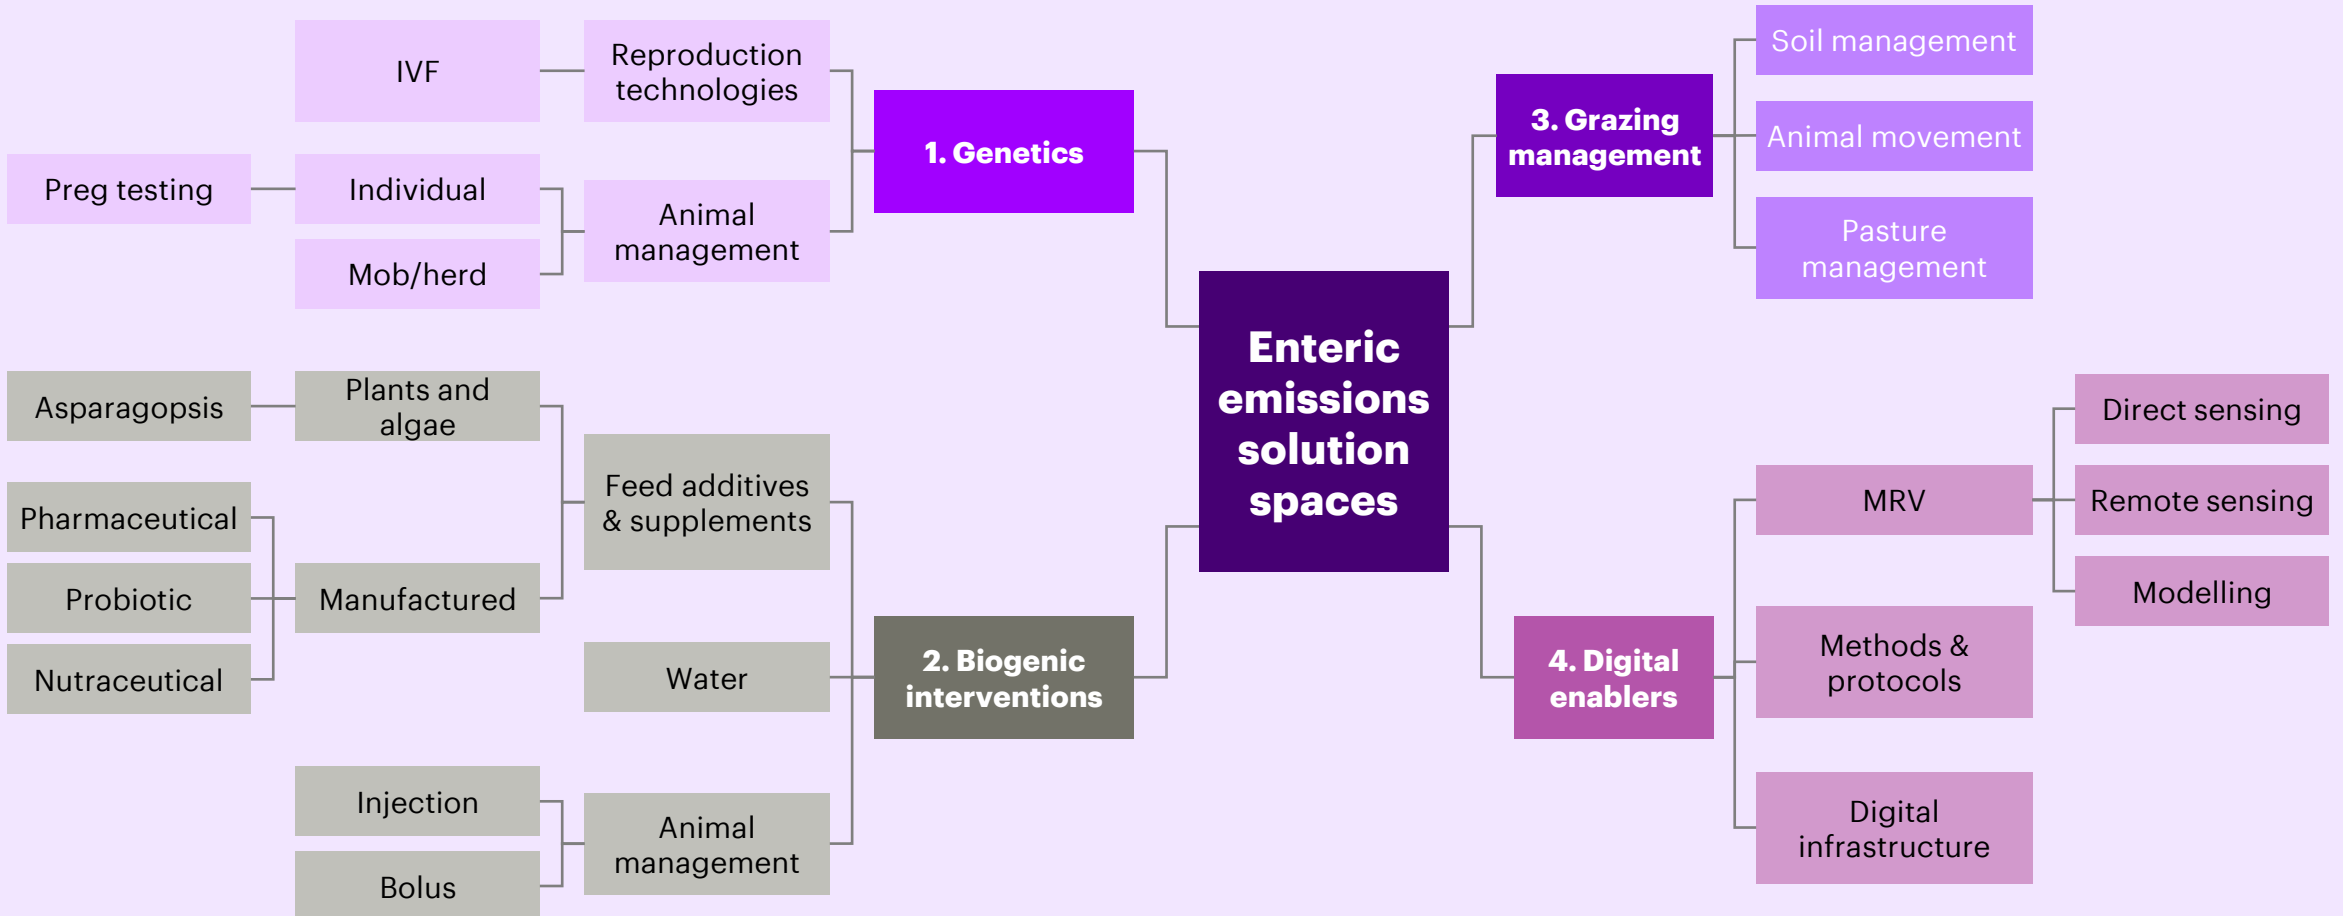 IVF
Reproduction
technologies
1. Genetics
Preg testing
Individual
Mob/herd
Animal
management
Asparagopsis
Plants and
algae
Feed additives
& supplements
Pharmaceutical
Probiotic
Nutraceutical
Manufactured
Water
2. Biogenic
interventions
Injection
Bolus
Animal
management
Enteric
emissions
solution
spaces
3. Grazing
management
Soil management
Animal movement
Pasture
management
4. Digital
enablers
MRV
Direct sensing
Remote sensing
Modelling
Methods &
protocols
Digital
infrastructure